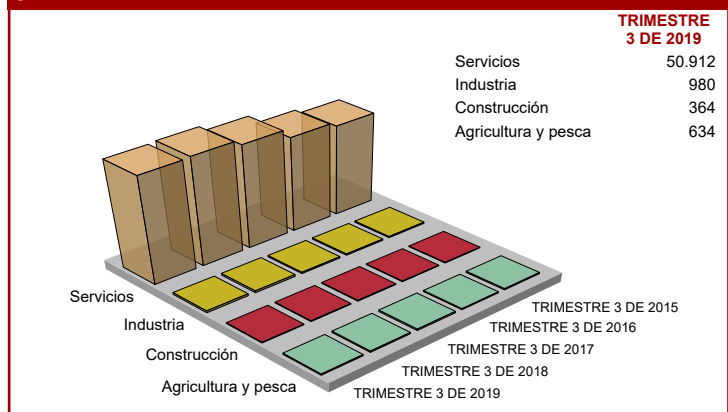 TRIMESTRE
3 DE 2019
Servicios 50.912
Industria 980
Construcción 364
Agricultura y pesca 634
Servicios
Industria
Construcción
Agricultura y pesca
TRIMESTRE 3 DE 2015
TRIMESTRE 3 DE 2016
TRIMESTRE 3 DE 2017
TRIMESTRE 3 DE 2018
TRIMESTRE 3 DE 2019